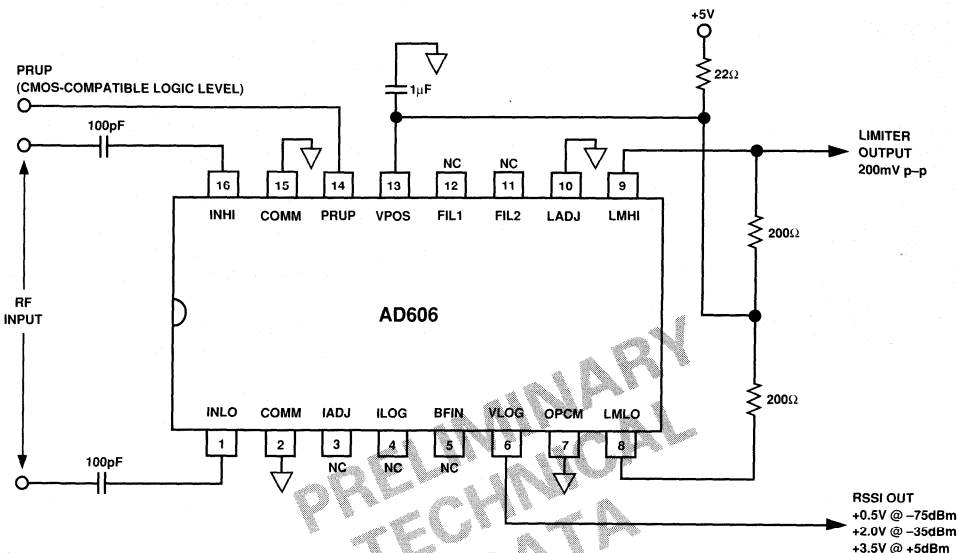 +5V
PRUP
(CMOS-COMPATIBLE LOGIC LEVEL)
1µF
22Ω
100pF
LIMITER
OUTPUT
200mV p–p
NC
NC
16
15
14
13
12
11
10
9
INHI
COMM
PRUP
VPOS
FIL1
FIL2
LADJ
LMHI
200Ω
RF
INPUT
AD606
200Ω
INLO
COMM
IADJ
ILOG
BFIN
VLOG
OPCM
LMLO
1
2
3
4
5
6
7
8
NC
NC
NC
100pF
PRELIMINARY
TECHNICAL
DATA
RSSI OUT
+0.5V @ –75dBm
+2.0V @ –35dBm
+3.5V @ +5dBm